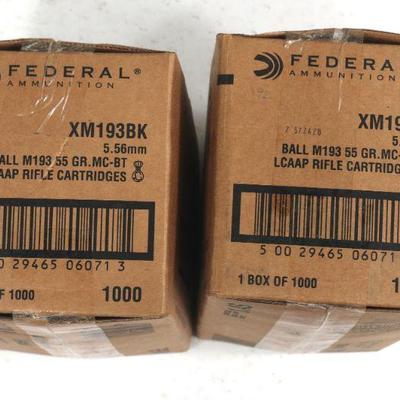 FEDERAL®
AMMUNITION
XM193BK
5.56mm
BALL M193 55 GR.MC-BT
LCAAP RIFLE CARTRIDGES
00 29465 06071 3
OF 1000
1000
FEDERAL
AMMUNITION
XM19
5.
BALL M193 55 GR.MC-
LCAAP RIFLE CARTRIDGE
5 00 29465 06071
1 BOX OF 1000
1